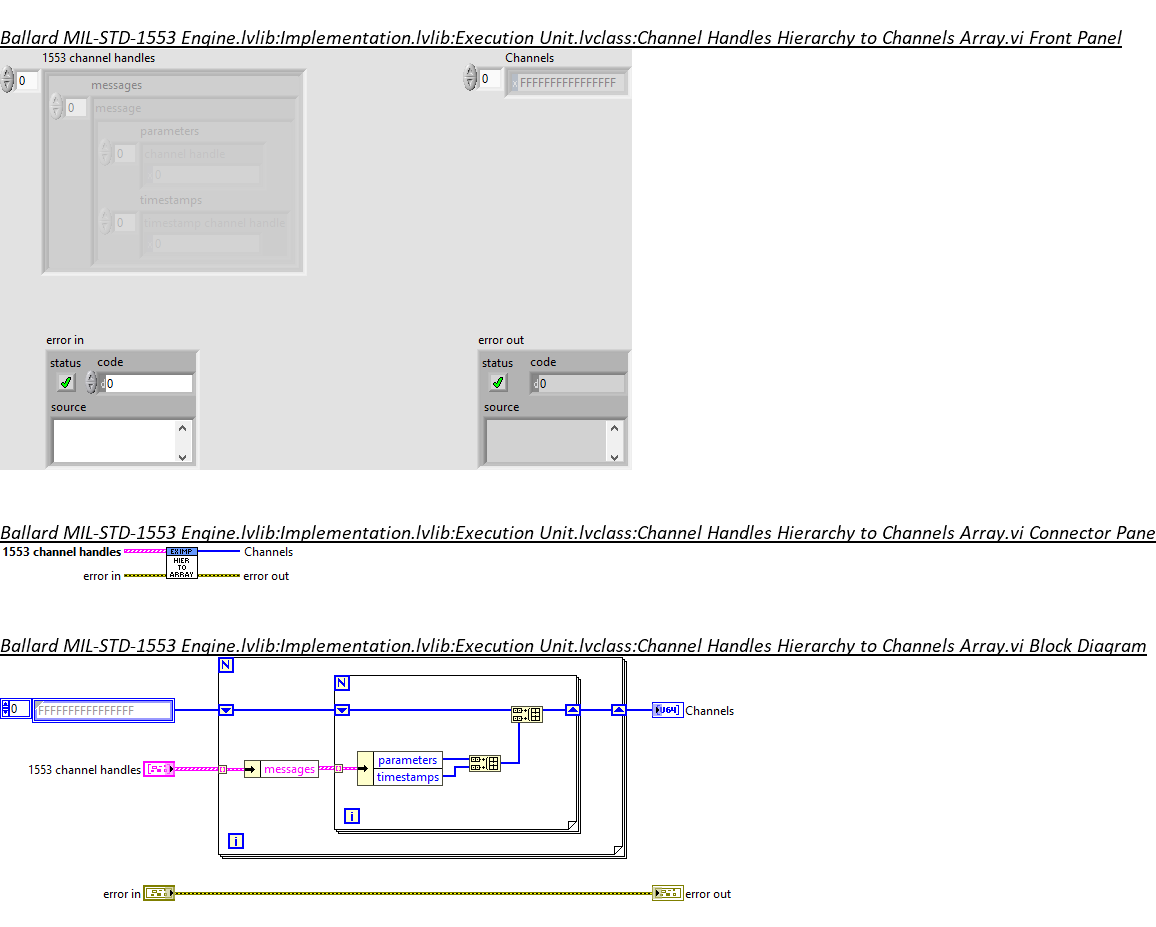 Ballard MIL-STD-1553 Engine.lvlib:Implementation.lvlib:Execution Unit.lvclass:Channel Handles Hierarchy to Channels Array.vi Front Panel
1553 channel handles
Channels
0
0
FFFFFFFFFFFFFFFF
messages
0
message
parameters
0
channel handle
0
timestamps
0
timestamp channel handle
0
error in
error out
status
code
status
code
0
0
source
source
Ballard MIL-STD-1553 Engine.lvlib:Implementation.lvlib:Execution Unit.lvclass:Channel Handles Hierarchy to Channels Array.vi Connector Pane
1553 channel handles
EXIMP
Channels
HIER
TO
ARRAY
error in
error out
Ballard MIL-STD-1553 Engine.lvlib:Implementation.lvlib:Execution Unit.lvclass:Channel Handles Hierarchy to Channels Array.vi Block Diagram
N
N
0
FFFFFFFFFFFFFFFF
U64]
Channels
parameters
1553 channel handles
messages
timestamps
i
i
error in
error out